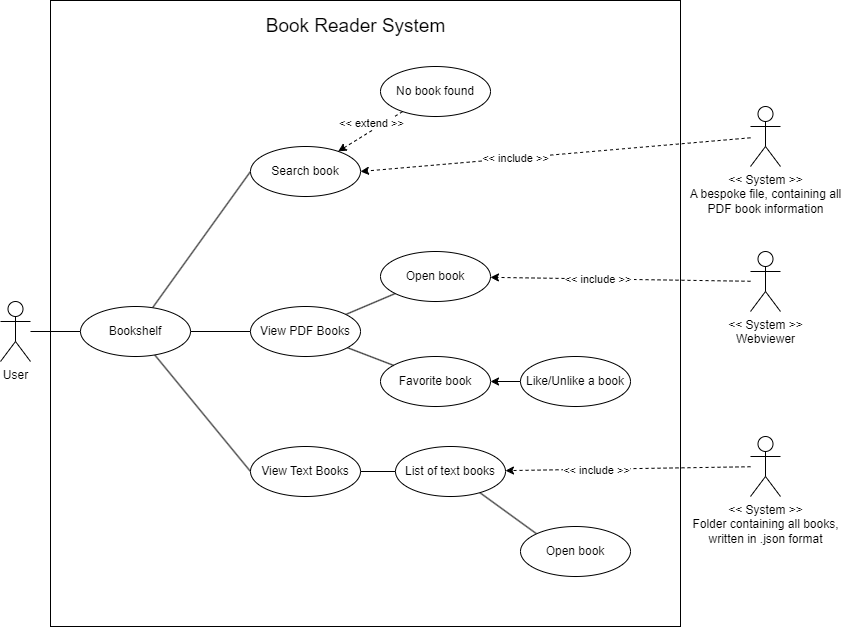 Book Reader System
No book found
<< extend >>
Search book
<< include >>
<< System >>
A bespoke file, containing all
PDF book information
Open book
<< include >>
<< System >>
Webviewer
User
Bookshelf
View PDF Books
Favorite book
Like/Unlike a book
View Text Books
List of text books
<< include >>
<< System >>
Folder containing all books,
written in .json format
Open book